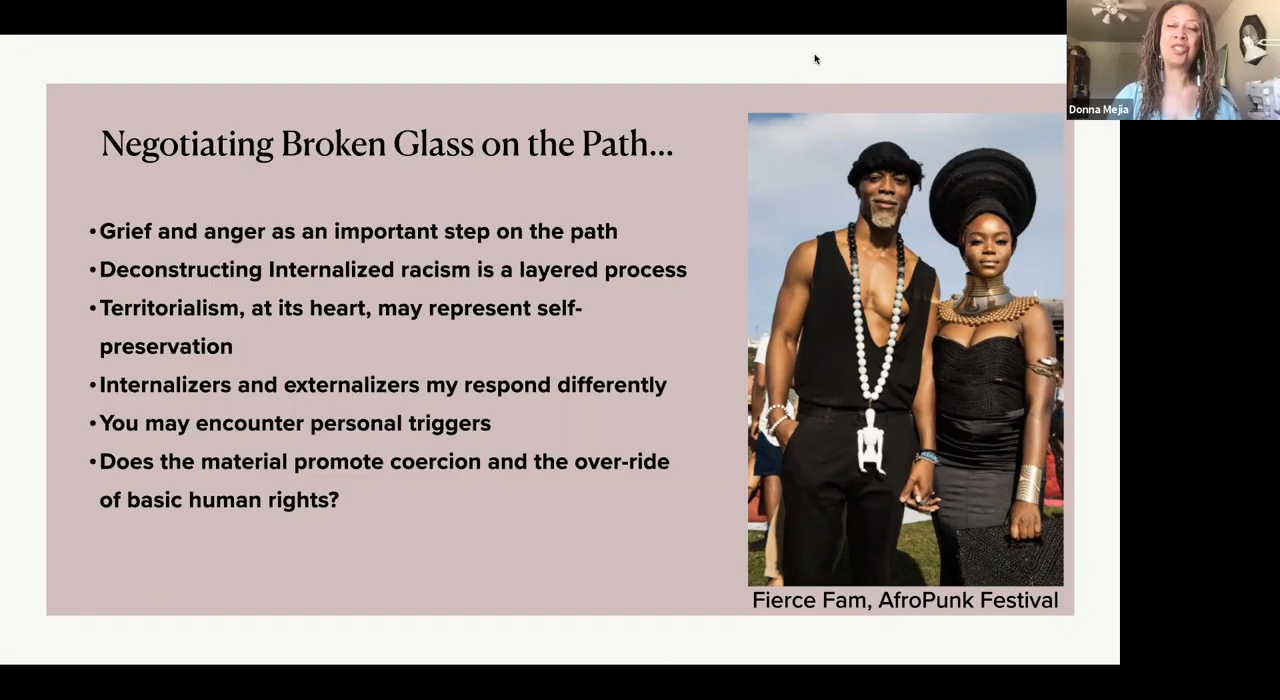 Negotiating Broken Glass on the Path...
•Grief and anger as an important step on the path
•Deconstructing Internalized racism is a layered process
•Territorialism, at its heart, may represent self-
preservation
•Internalizers and externalizers my respond differently
•You may encounter personal triggers
•Does the material promote coercion and the over-ride
of basic human rights?
Fierce Fam, AfroPunk Festival
Donna Mejia